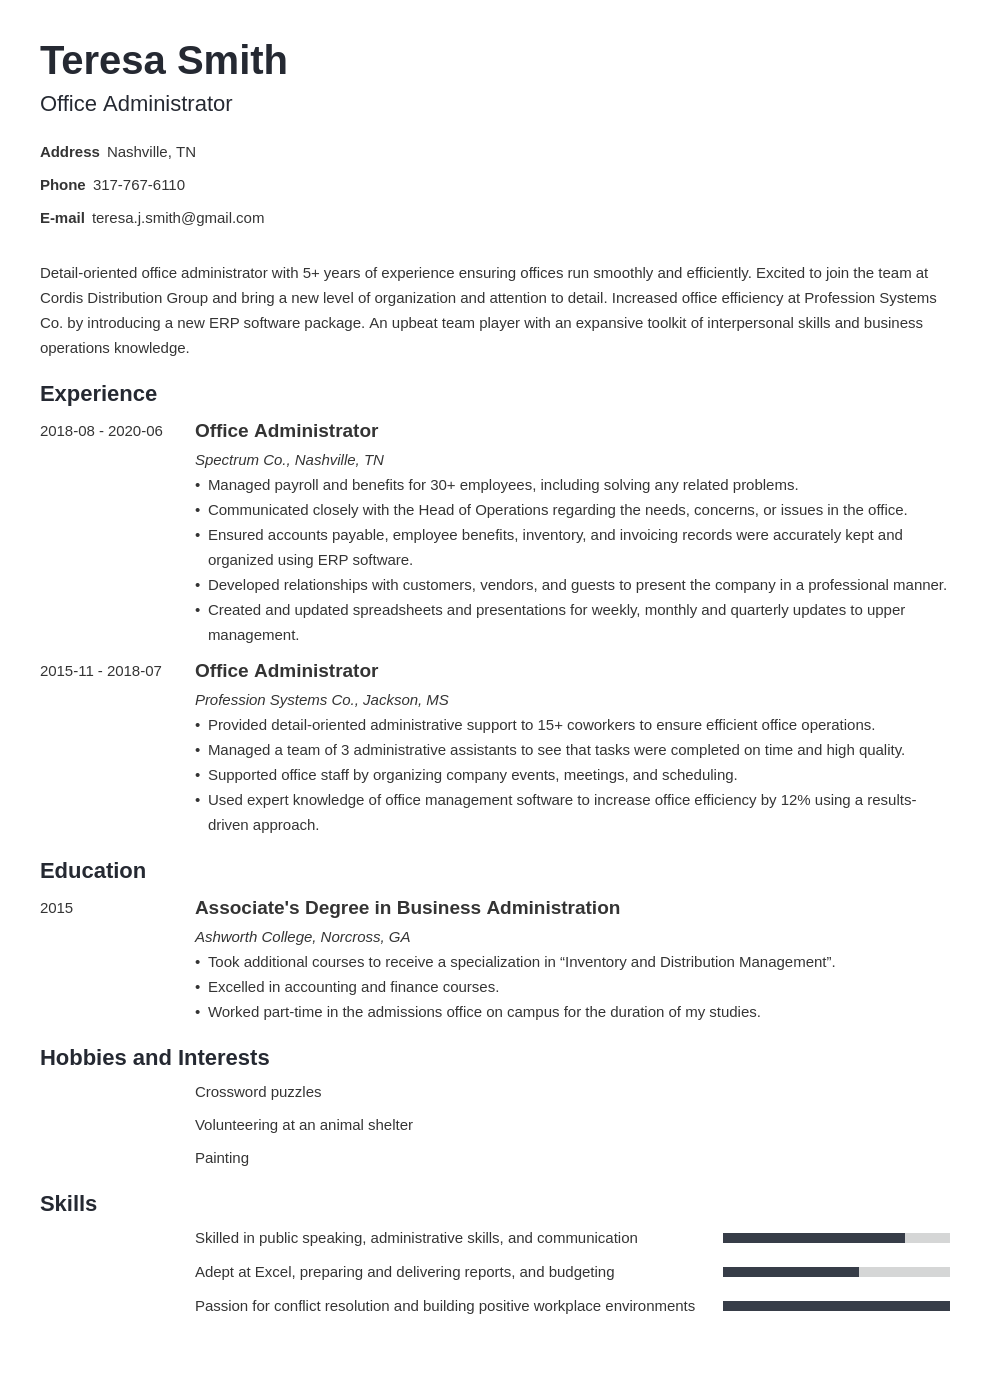 Teresa Smith
Office Administrator
Address Nashville, TN
Phone 317-767-6110
E-mail teresa.j.smith@gmail.com
Detail-oriented office administrator with 5+ years of experience ensuring offices run smoothly and efficiently. Excited to join the team at
Cordis Distribution Group and bring a new level of organization and attention to detail. Increased office efficiency at Profession Systems
Co. by introducing a new ERP software package. An upbeat team player with an expansive toolkit of interpersonal skills and business
operations knowledge.
Experience
2018-08 - 2020-06 Office Administrator
Spectrum Co., Nashville, TN
• Managed payroll and benefits for 30+ employees, including solving any related problems.
• Communicated closely with the Head of Operations regarding the needs, concerns, or issues in the office.
• Ensured accounts payable, employee benefits, inventory, and invoicing records were accurately kept and
organized using ERP software.
• Developed relationships with customers, vendors, and guests to present the company in a professional manner.
• Created and updated spreadsheets and presentations for weekly, monthly and quarterly updates to upper
management.
2015-11 - 2018-07 Office Administrator
Profession Systems Co., Jackson, MS
• Provided detail-oriented administrative support to 15+ coworkers to ensure efficient office operations.
• Managed a team of 3 administrative assistants to see that tasks were completed on time and high quality.
• Supported office staff by organizing company events, meetings, and scheduling.
• Used expert knowledge of office management software to increase office efficiency by 12% using a results-
driven approach.
Education
2015 Associate's Degree in Business Administration
Ashworth College, Norcross, GA
• Took additional courses to receive a specialization in “Inventory and Distribution Management”.
• Excelled in accounting and finance courses.
• Worked part-time in the admissions office on campus for the duration of my studies.
Hobbies and Interests
Crossword puzzles
Volunteering at an animal shelter
Painting
Skills
Skilled in public speaking, administrative skills, and communication
Adept at Excel, preparing and delivering reports, and budgeting
Passion for conflict resolution and building positive workplace environments